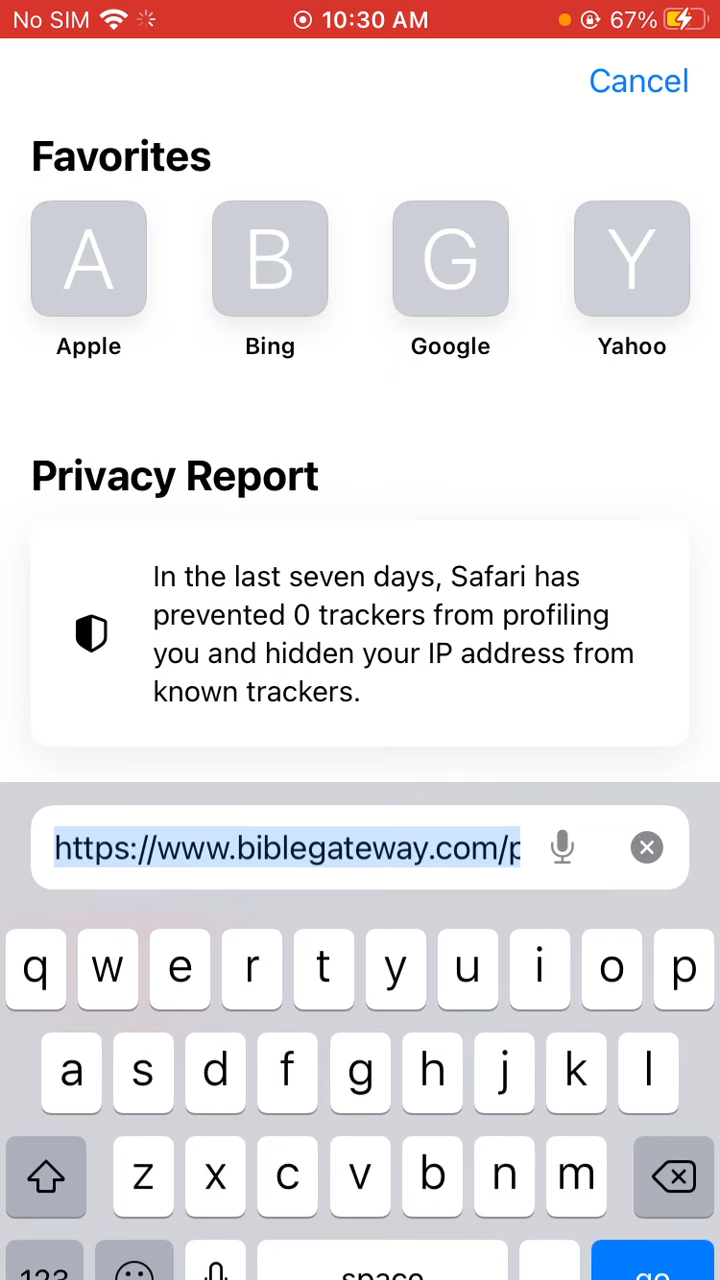 No SIM 10:30 AM 67%
Cancel
Favorites
A B G Y
Apple Bing Google Yahoo
Privacy Report
In the last seven days, Safari has
prevented 0 trackers from profiling
you and hidden your IP address from
known trackers.
https://www.biblegateway.com/p
q w e r t y u i o p
a s d f g h j k l
z x c v b n m
123 space go